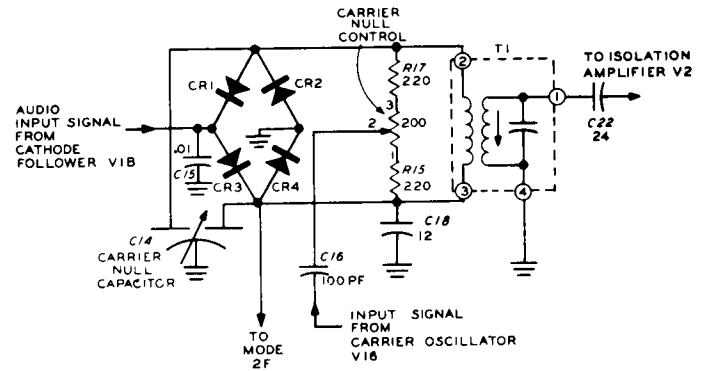 CARRIER
NULL
CONTROL
CR1
CR2
R17
220
2
T1
TO ISOLATION
AMPLIFIER V2
1
AUDIO
INPUT SIGNAL
FROM
CATHODE
FOLLOWER V1B
3
2
200
1
C22
24
.01
C15
CR3
CR4
R15
220
3
4
C14
CARRIER
NULL
CAPACITOR
C18
12
C16
100 PF
TO
MODE
2F
INPUT SIGNAL
FROM
CARRIER OSCILLATOR
V16